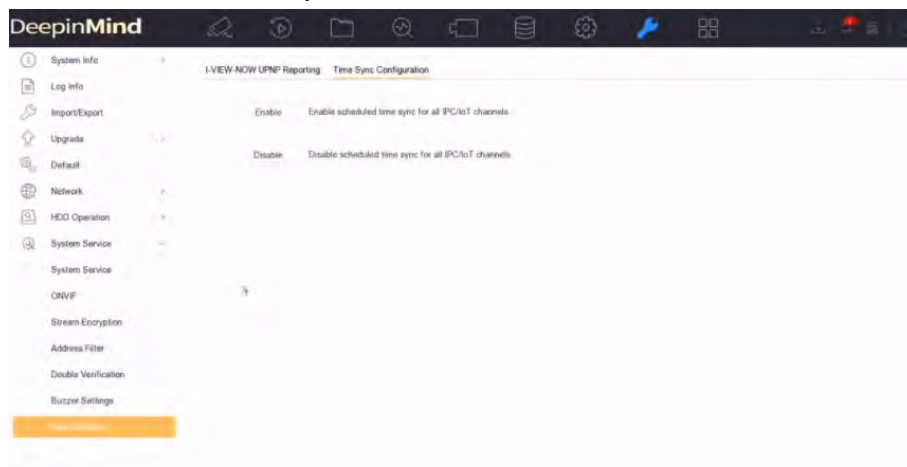 DeepinMind
System Info
I-VIEW-NOW UPNP Reporting Time Sync Configuration
Log Info
Import/Export
Enable Enable scheduled time sync for all IPC/IoT channels.
Upgrade
Disable Disable scheduled time sync for all IPC/IoT channels.
Default
Network
HDD Operation
System Service
System Service
ONVIF
Stream Encryption
Address Filter
Double Verification
Buzzer Settings